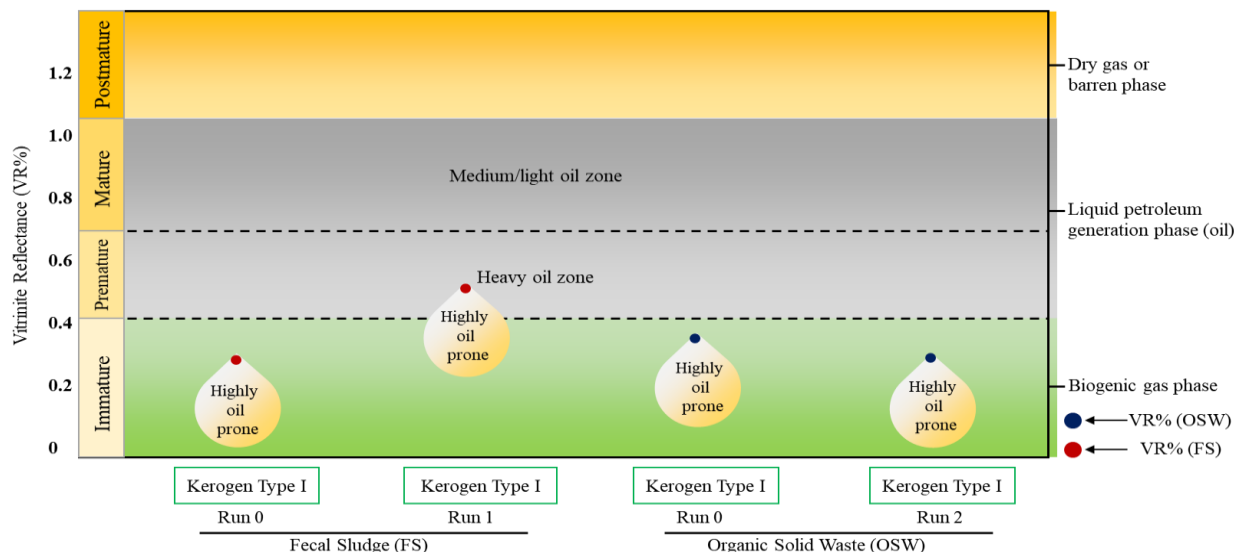 Vitrinite Reflectance (VR%)
1.2
1.0
0.8
0.6
0.4
0.2
0
Postmature
Mature
Premature
Immature
Medium/light oil zone
Heavy oil zone
Highly
oil
prone
Highly
oil
prone
Highly
oil
prone
Highly
oil
prone
Dry gas or
barren phase
Liquid petroleum
generation phase (oil)
Biogenic gas phase
VR% (OSW)
VR% (FS)
Kerogen Type I
Kerogen Type I
Kerogen Type I
Kerogen Type I
Run 0
Run 1
Run 0
Run 2
Fecal Sludge (FS)
Organic Solid Waste (OSW)